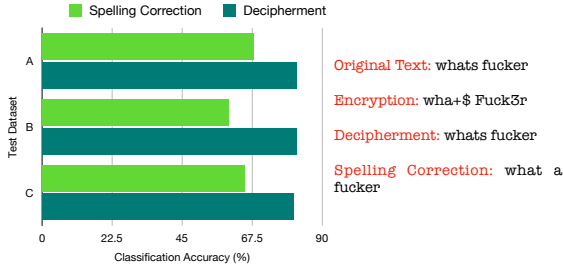 Spelling Correction Decipherment
A
B
C
Test Dataset
0 22.5 45 67.5 90
Classification Accuracy (%)
Original Text: whats fucker
Encryption: wha+$ Fuck3r
Decipherment: whats fucker
Spelling Correction: what a
fucker